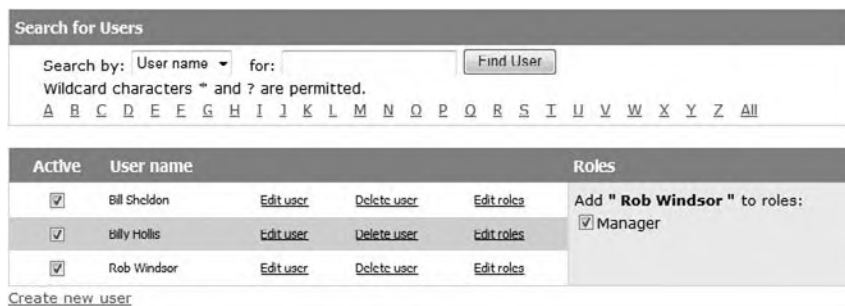 Search for Users
Search by: User name for: Find User
Wildcard characters * and ? are permitted.
A B C D E F G H I J K L M N O P Q R S T U V W X Y Z All
Active User name Roles
Bill Sheldon Edit user Delete user Edit roles Add " Rob Windsor " to roles:
Manager
Billy Hollis Edit user Delete user Edit roles
Rob Windsor Edit user Delete user Edit roles
Create new user